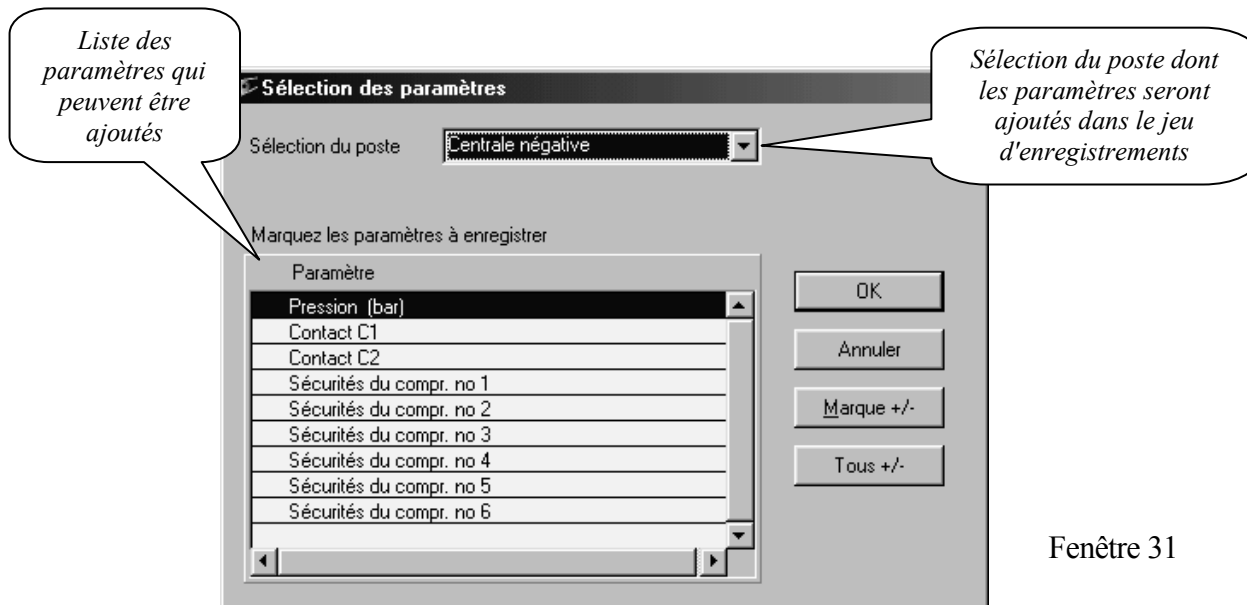 Liste des
paramètres qui
peuvent être
ajoutés
Sélection du poste dont
les paramètres seront
ajoutés dans le jeu
d'enregistrements
Sélection des paramètres
Sélection du poste
Centrale négative
Marquez les paramètres à enregistrer
Paramètre
Pression (bar)
Contact C1
Contact C2
Sécurités du compr. no 1
Sécurités du compr. no 2
Sécurités du compr. no 3
Sécurités du compr. no 4
Sécurités du compr. no 5
Sécurités du compr. no 6
OK
Annuler
Marque +/-
Tous +/-
Fenêtre 31